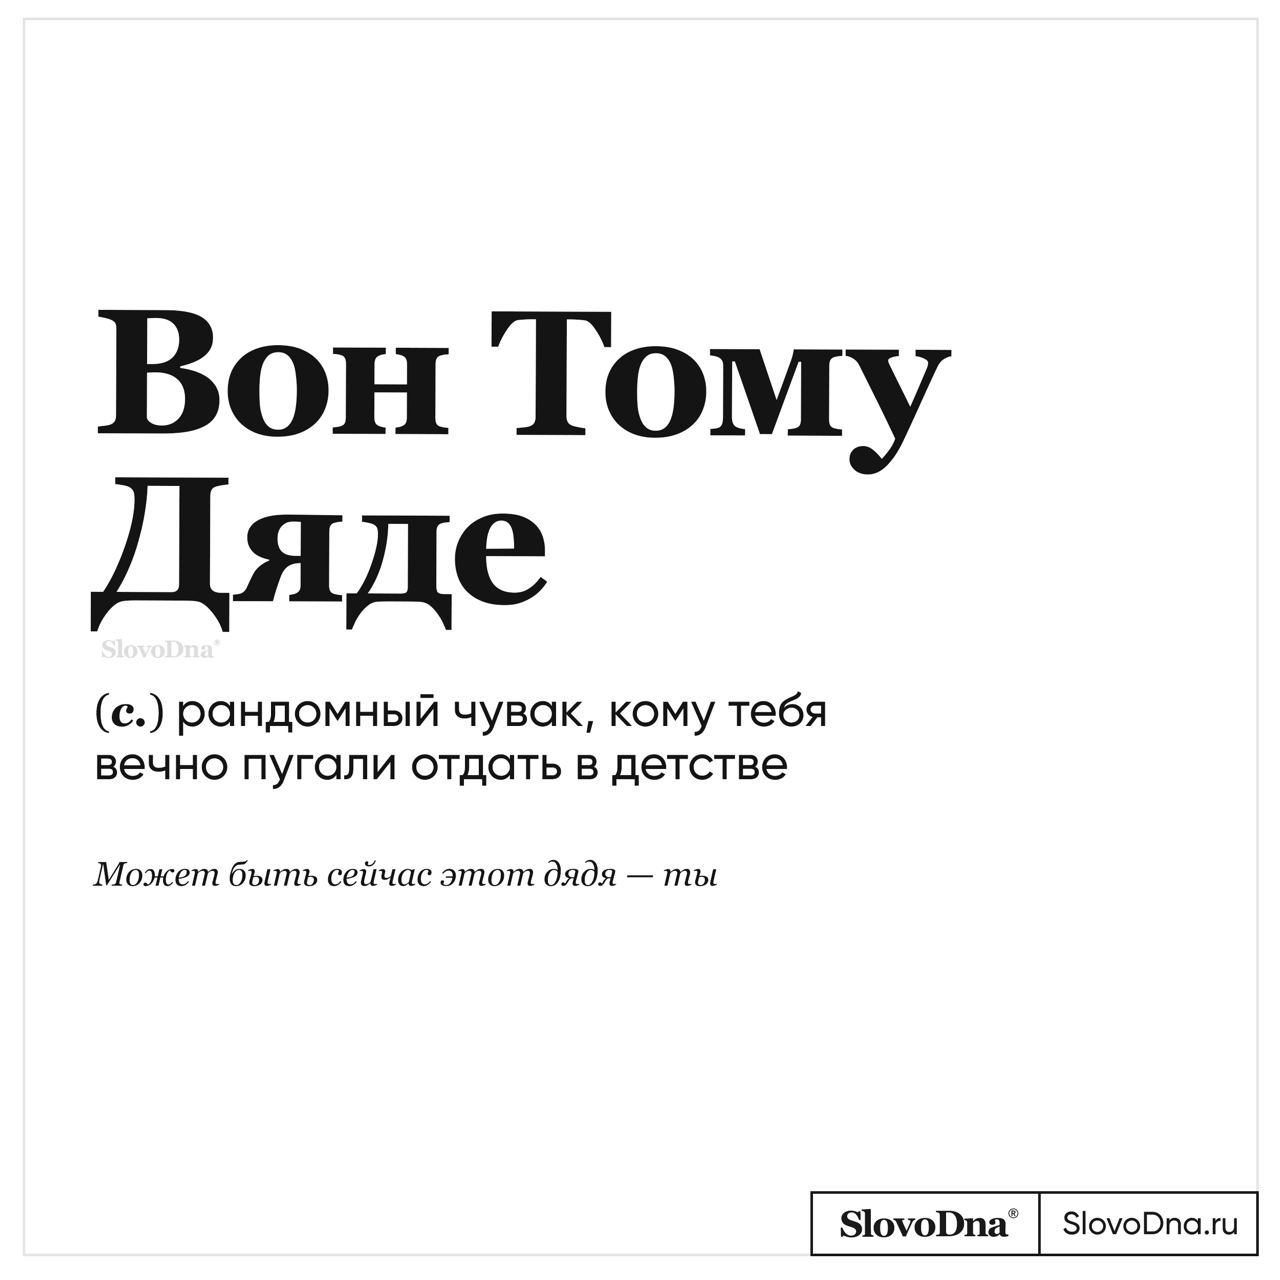 Вон Тому
Дяде
SlovoDna®
(с.) рандомный чувак, кому тебя
вечно пугали отдать в детстве
Может быть сейчас этот дядя — ты
SlovoDna® SlovoDna.ru